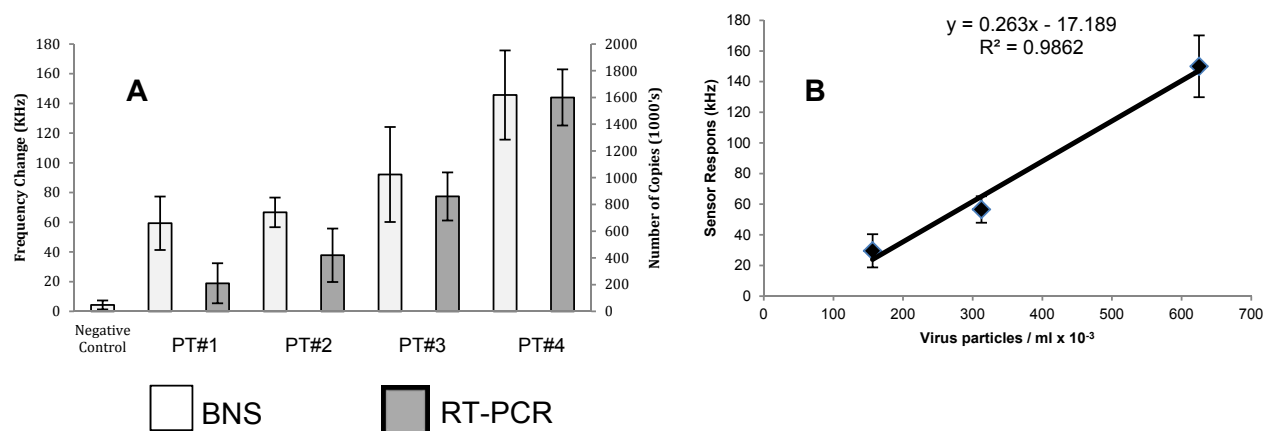 A
Frequency Change (KHz)
180
160
140
120
100
80
60
40
20
0
2000
1800
1600
1400
1200
1000
800
600
400
200
0
Number of Copies (1000's)
Negative
Control
PT#1
PT#2
PT#3
PT#4
BNS
RT-PCR
B
y = 0.263x - 17.189
R² = 0.9862
Sensor Respons (kHz)
180
160
140
120
100
80
60
40
20
0
0
100
200
300
400
500
600
700
Virus particles / ml x 10⁻³